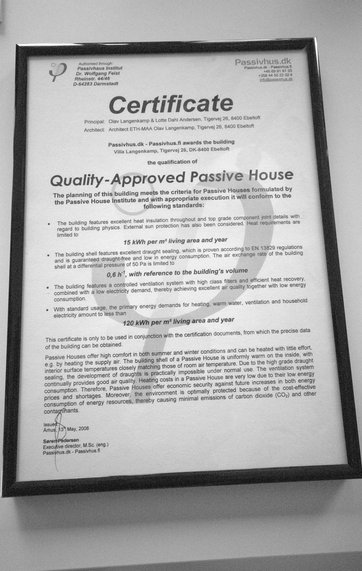 Authorised through:
Passivhaus Institut
Dr. Wolfgang Feist
Rheinstr. 44/46
D-64283 Darmstadt
Passivhus.dk
Passivhus.dk - Passivhus.fi
Certificate
Principal: Olav Langenkamp & Lotte Dahl Andersen, Tigervej 26, 8400 Ebeltoft
Architect: Architect ETH-MAA Olav Langenkamp, Tigervej 26, 8400 Ebeltoft
Passivhus.dk - Passivhus.fi awards the building
Villa Langenkamp, Tigervej 26, DK-8400 Ebeltoft
the qualification of
Quality-Approved Passive House
The planning of this building meets the criteria for Passive Houses formulated by
the Passive House Institute and with appropriate execution it will conform to the
following standards:
• The building features excellent heat insulation throughout and top grade component joint details with
regard to building physics. External sun protection has also been considered. Heat requirements are
limited to
15 kWh per m² living area and year
• The building shell features excellent draught sealing, which is proven according to EN 13829 regulations
and is guaranteed draught-free and low in energy consumption. The air exchange rate of the building
shell at a differential pressure of 50 Pa is limited to
0,6 h⁻¹, with reference to the building's volume
• The building features a controlled ventilation system with high class filters and efficient heat recovery,
combined with a low electricity demand, thereby achieving excellent air quality together with low energy
consumption.
• With standard usage, the primary energy demands for heating, warm water, ventilation and household
electricity amount to less than
120 kWh per m² living area and year
This certificate is only to be used in conjunction with the certification documents, from which the precise data
of the building can be obtained.
Passive Houses offer high comfort in both summer and winter conditions and can be heated with little effort,
e.g. by heating the supply air. The building shell of a Passive House is uniformly warm on the inside, with
interior surface temperatures closely matching those of room air temperature. Due to the high grade draught
sealing, the development of draughts is practically impossible under normal use. The ventilation system
continually provides good air quality. Heating costs in a Passive House are very low due to their low energy
consumption. Therefore, Passive Houses offer economic security against future increases in both energy
prices and shortages. Moreover, the environment is optimally protected because of the cost-effective
consumption of energy resources, thereby causing minimal emissions of carbon dioxide (CO₂) and other
contaminants.
Issued:
Århus, 13th May, 2008
Søren Pedersen
Executive director, M.Sc. (eng.)
Passivhus.dk - Passivhus.fi